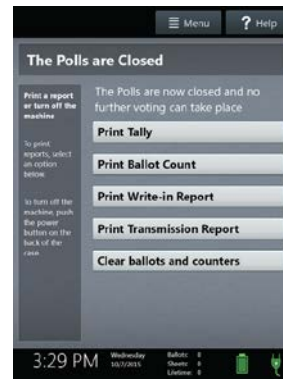 Menu
? Help
The Polls are Closed
Print a report
or turn off the
machine
To print
reports, select
an option
below.
To turn off the
machine, push
the power
button on the
back of the
case
The Polls are now closed and no
further voting can take place
Print Tally
Print Ballot Count
Print Write-in Report
Print Transmission Report
Clear ballots and counters
3:29 PM
Wednesday
10/7/2015
Ballots: 0
Sheets: 0
Lifetime: 0